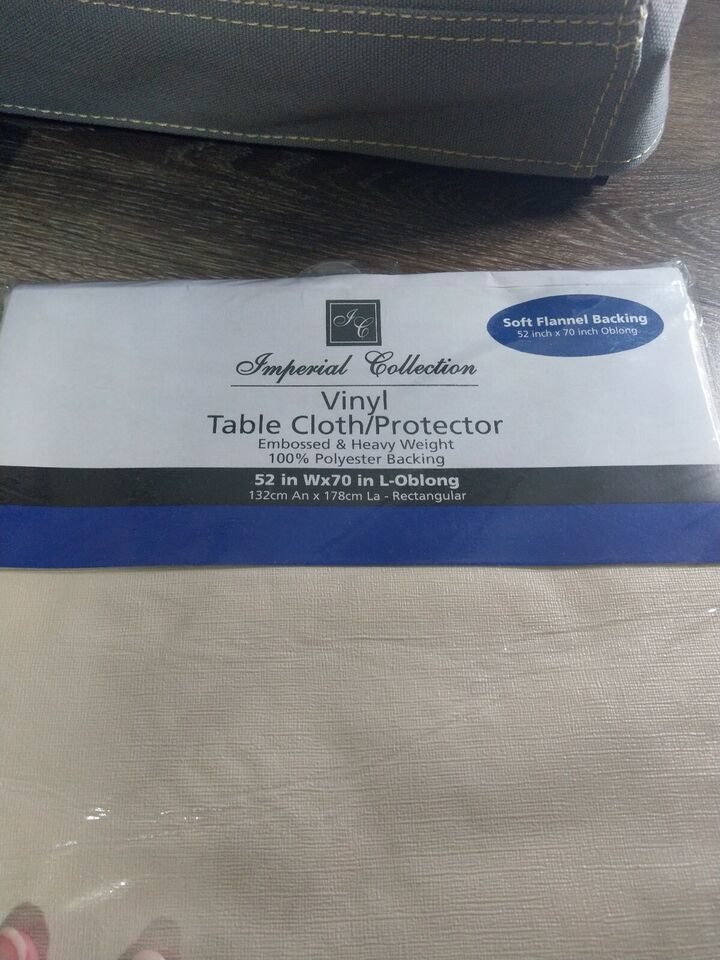 IC
Imperial Collection
Soft Flannel Backing
52 inch x 70 inch Oblong
Vinyl
Table Cloth/Protector
Embossed & Heavy Weight
100% Polyester Backing
52 in Wx70 in L-Oblong
132cm An x 178cm La - Rectangular